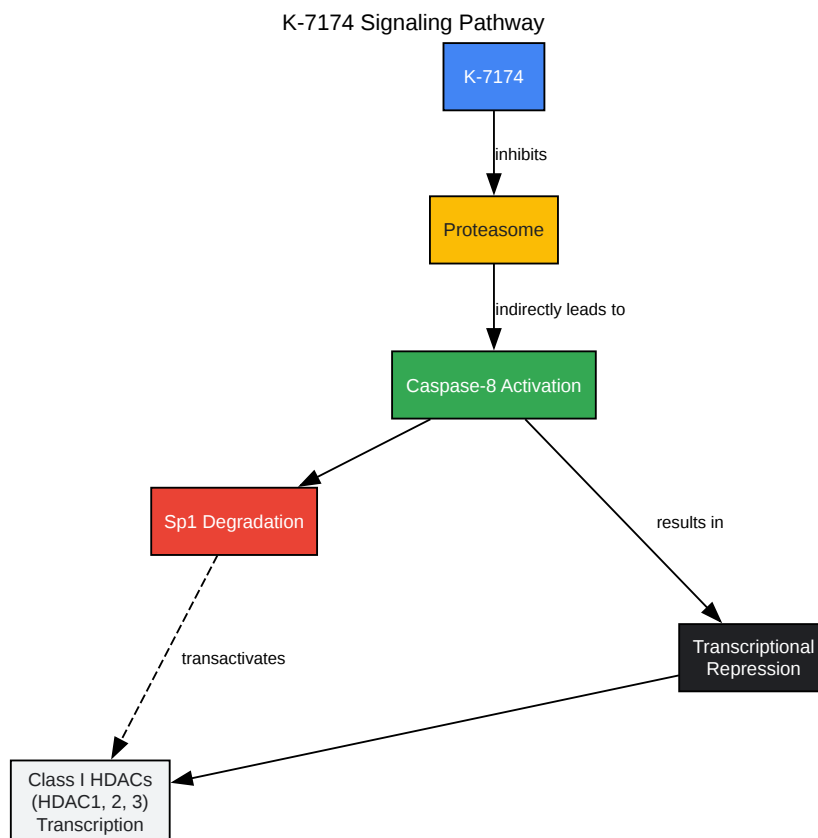 K-7174 Signaling Pathway
K-7174
inhibits
Proteasome
indirectly leads to
Caspase-8 Activation
Sp1 Degradation
results in
Transcriptional
Repression
transactivates
Class I HDACs
(HDAC1, 2, 3)
Transcription